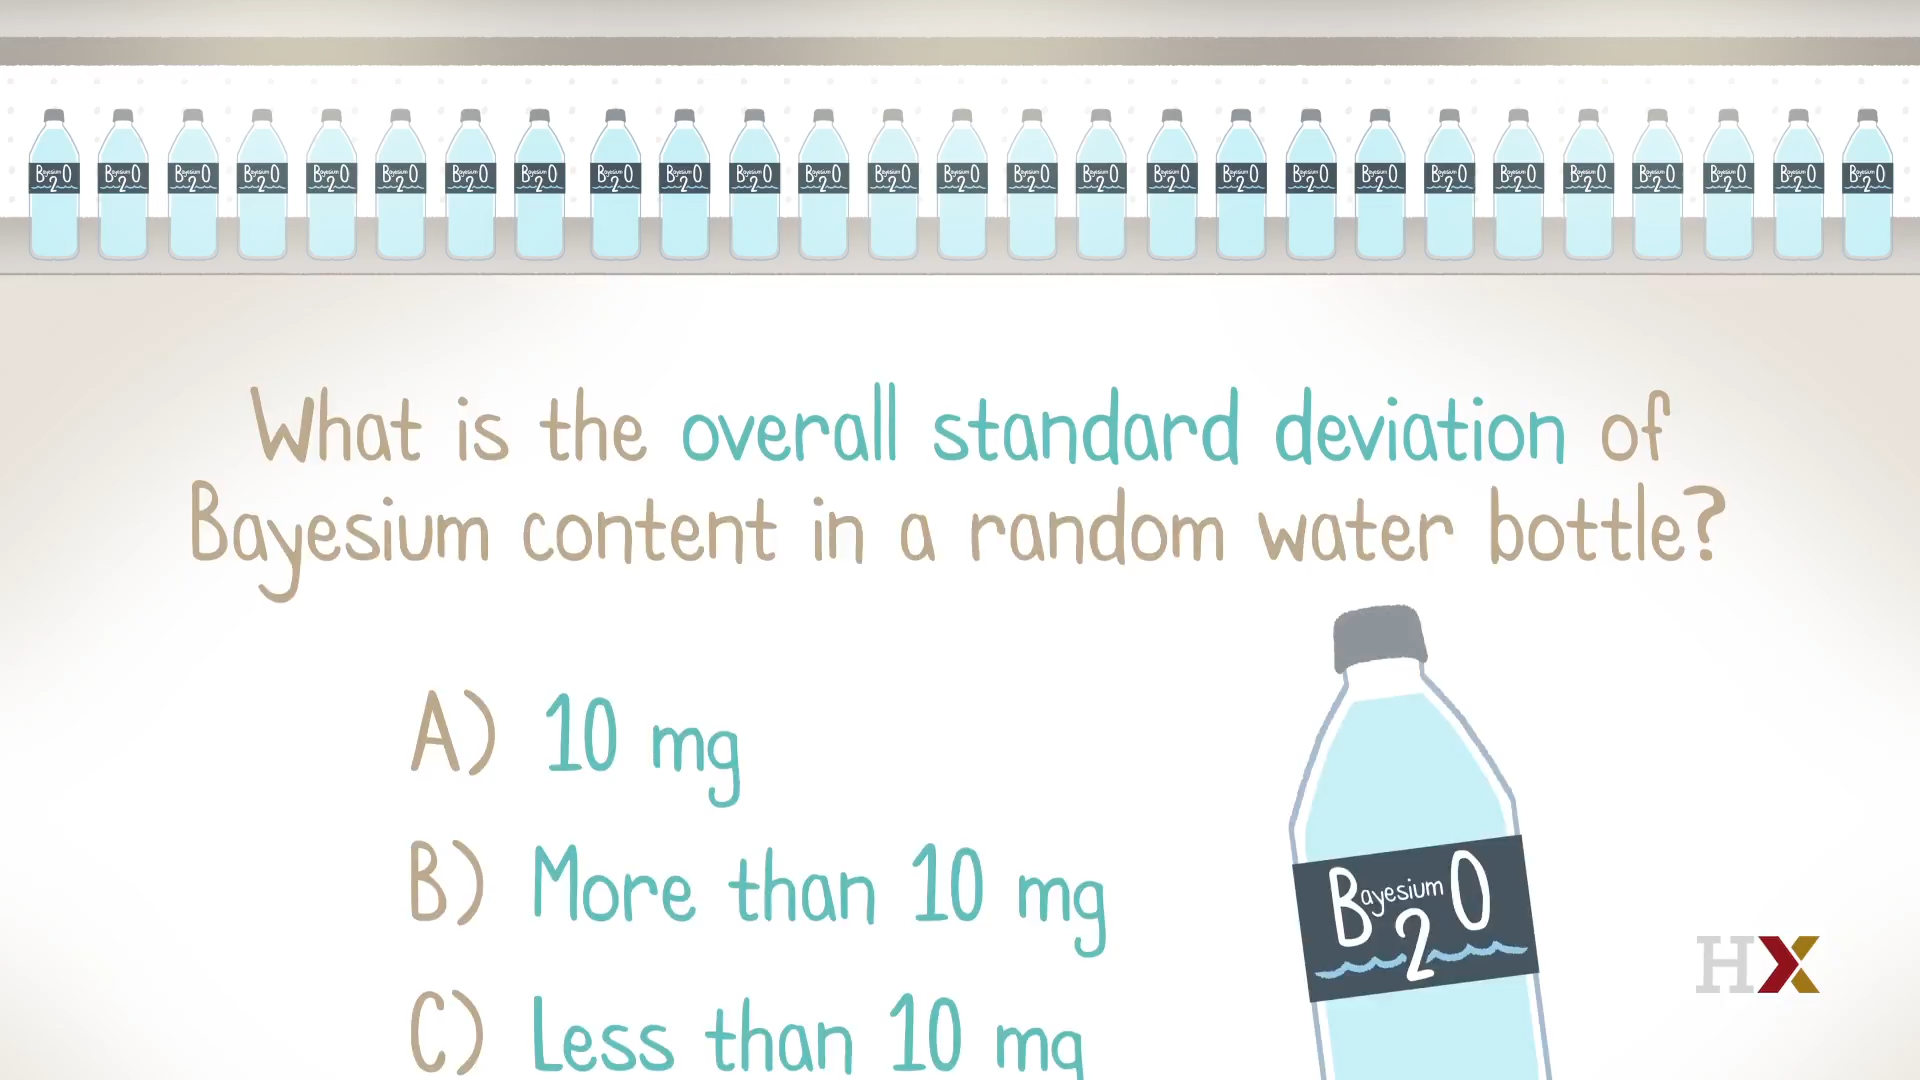 What is the overall standard deviation of
Bayesium content in a random water bottle?
A) 10 mg
B) More than 10 mg
C) Less than 10 mg
Bayesium 2 O
HX